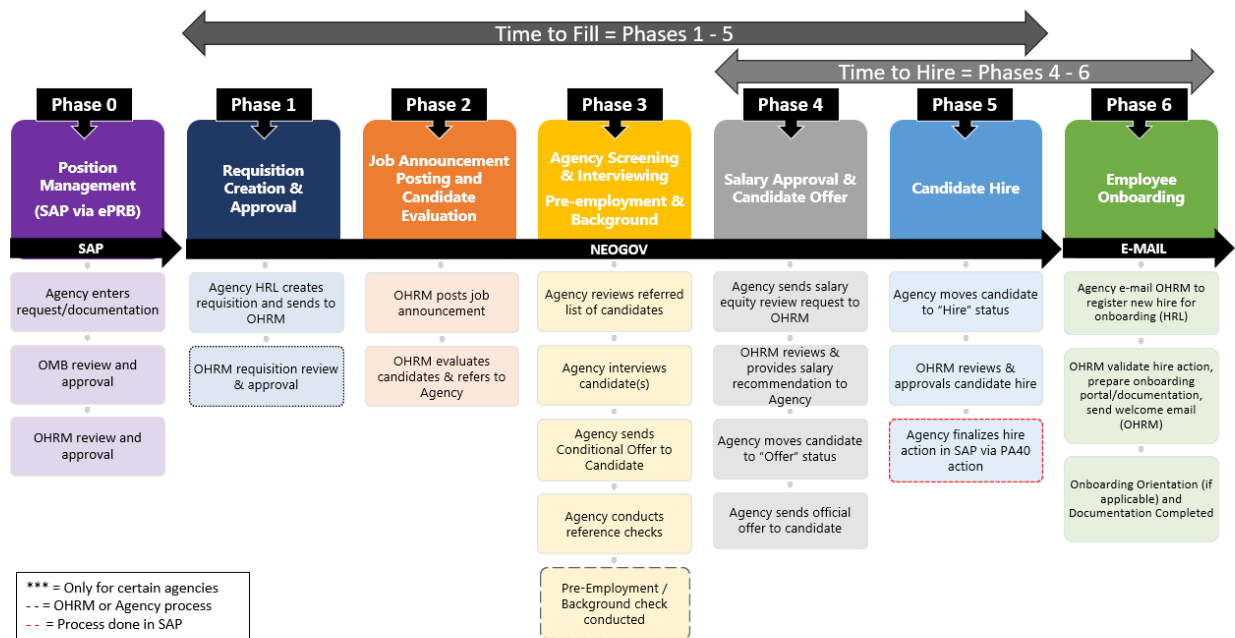 Time to Fill = Phases 1 - 5
Time to Hire = Phases 4 - 6
Phase 0
Phase 1
Phase 2
Phase 3
Phase 4
Phase 5
Phase 6
Position
Management
(SAP via ePRB)
Requisition
Creation &
Approval
Job Announcement
Posting and
Candidate
Evaluation
Agency Screening
& Interviewing
Pre-employment &
Background
Salary Approval &
Candidate Offer
Candidate Hire
Employee
Onboarding
SAP
NEOGOV
E-MAIL
Agency enters
request/documentation
OMB review and
approval
OHRM review and
approval
Agency HRL creates
requisition and sends to
OHRM
OHRM requisition review
& approval
OHRM posts job
announcement
OHRM evaluates
candidates & refers to
Agency
Agency reviews referred
list of candidates
Agency interviews
candidate(s)
Agency sends
Conditional Offer to
Candidate
Agency conducts
reference checks
Pre-Employment /
Background check
conducted
Agency sends salary
equity review request to
OHRM
OHRM reviews &
provides salary
recommendation to
Agency
Agency moves candidate
to “Offer” status
Agency sends official
offer to candidate
Agency moves candidate
to “Hire” status
OHRM reviews &
approvals candidate hire
Agency finalizes hire
action in SAP via PA40
action
Agency e-mail OHRM to
register new hire for
onboarding (HRL)
OHRM validate hire action,
prepare onboarding
portal/documentation,
send welcome email
(OHRM)
Onboarding Orientation (if
applicable) and
Documentation Completed
*** = Only for certain agencies
- - = OHRM or Agency process
- - = Process done in SAP